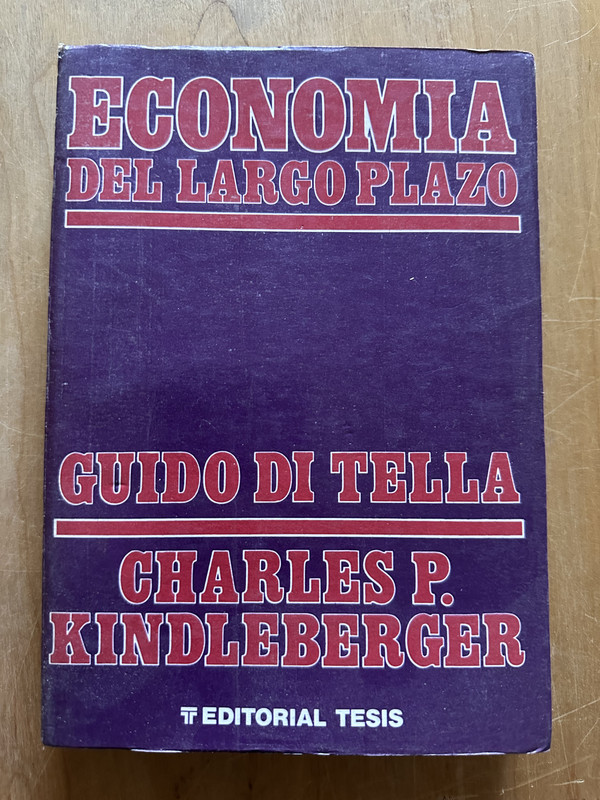 ECONOMIA
DEL LARGO PLAZO
GUIDO DI TELLA
CHARLES P.
KINDLEBERGER
EDITORIAL TESIS